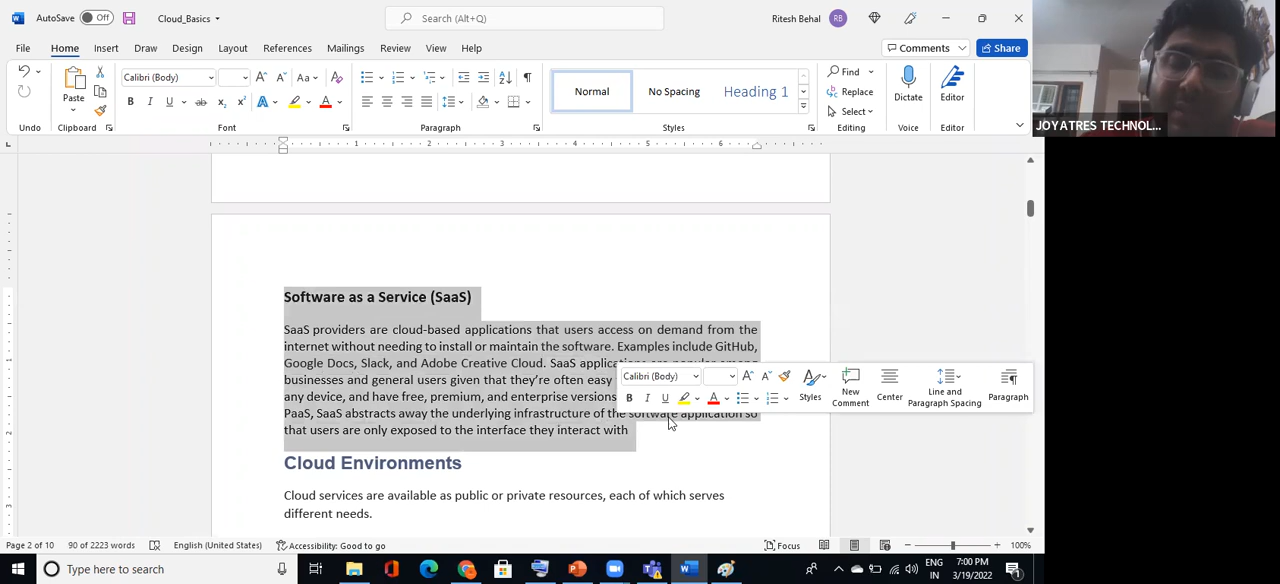 AutoSave Off Cloud_Basics Search (Alt+Q) Ritesh Behal RB
File Home Insert Draw Design Layout References Mailings Review View Help Comments Share
Calibri (Body) Aa Find
Paste Normal No Spacing Heading 1 Replace Dictate Editor
Select
Undo Clipboard Font Paragraph Styles Editing Voice Editor
JOYATRES TECHNOL...
1 2 3 4 5 6 7
Software as a Service (SaaS)
SaaS providers are cloud-based applications that users access on demand from the
internet without needing to install or maintain the software. Examples include GitHub,
Google Docs, Slack, and Adobe Creative Cloud. SaaS
businesses and general users given that they're often easy
any device, and have free, premium, and enterprise versions
PaaS, SaaS abstracts away the underlying infrastructure of the software application so
that users are only exposed to the interface they interact with
Calibri (Body)
Styles New Comment Center Line and Paragraph Spacing Paragraph
Cloud Environments
Cloud services are available as public or private resources, each of which serves
different needs.
Page 2 of 10 90 of 2223 words English (United States) Accessibility: Good to go Focus 100%
Type here to search ENG IN 7:00 PM 3/19/2022 1